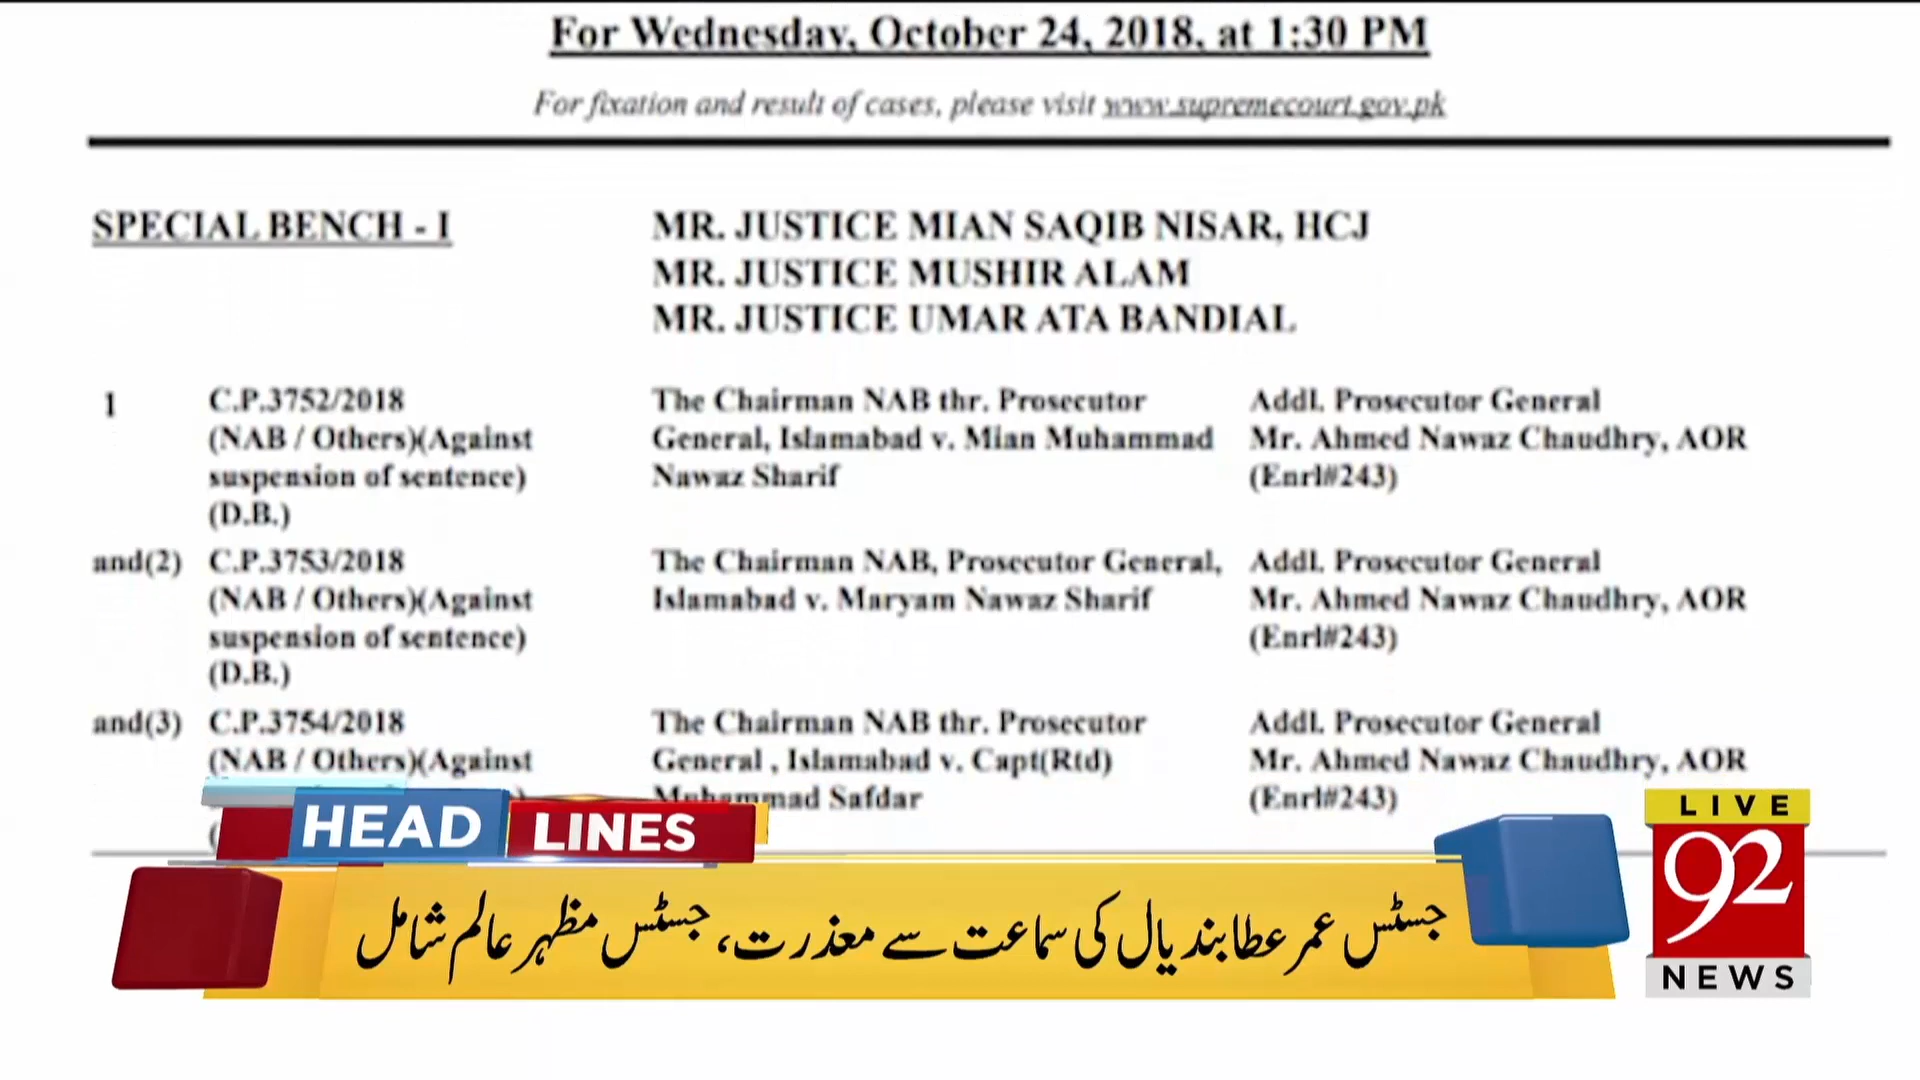 For Wednesday, October 24, 2018, at 1:30 PM
For fixation and result of cases, please visit www.supremecourt.gov.pk
SPECIAL BENCH - I
MR. JUSTICE MIAN SAQIB NISAR, HCJ
MR. JUSTICE MUSHIR ALAM
MR. JUSTICE UMAR ATA BANDIAL
1 C.P.3752/2018 The Chairman NAB thr. Prosecutor Addl. Prosecutor General
(NAB / Others)(Against General, Islamabad v. Mian Muhammad Mr. Ahmed Nawaz Chaudhry, AOR
suspension of sentence) Nawaz Sharif (Enrl#243)
(D.B.)
and(2) C.P.3753/2018 The Chairman NAB, Prosecutor General, Addl. Prosecutor General
(NAB / Others)(Against Islamabad v. Maryam Nawaz Sharif Mr. Ahmed Nawaz Chaudhry, AOR
suspension of sentence) (Enrl#243)
(D.B.)
and(3) C.P.3754/2018 The Chairman NAB thr. Prosecutor Addl. Prosecutor General
(NAB / Others)(Against General , Islamabad v. Capt(Rtd) Mr. Ahmed Nawaz Chaudhry, AOR
Muhammad Safdar (Enrl#243)
HEAD LINES
جسٹس عمر عطا بندیال کی سماعت سے معذرت، جسٹس مظہر عالم شامل
LIVE
92
NEWS